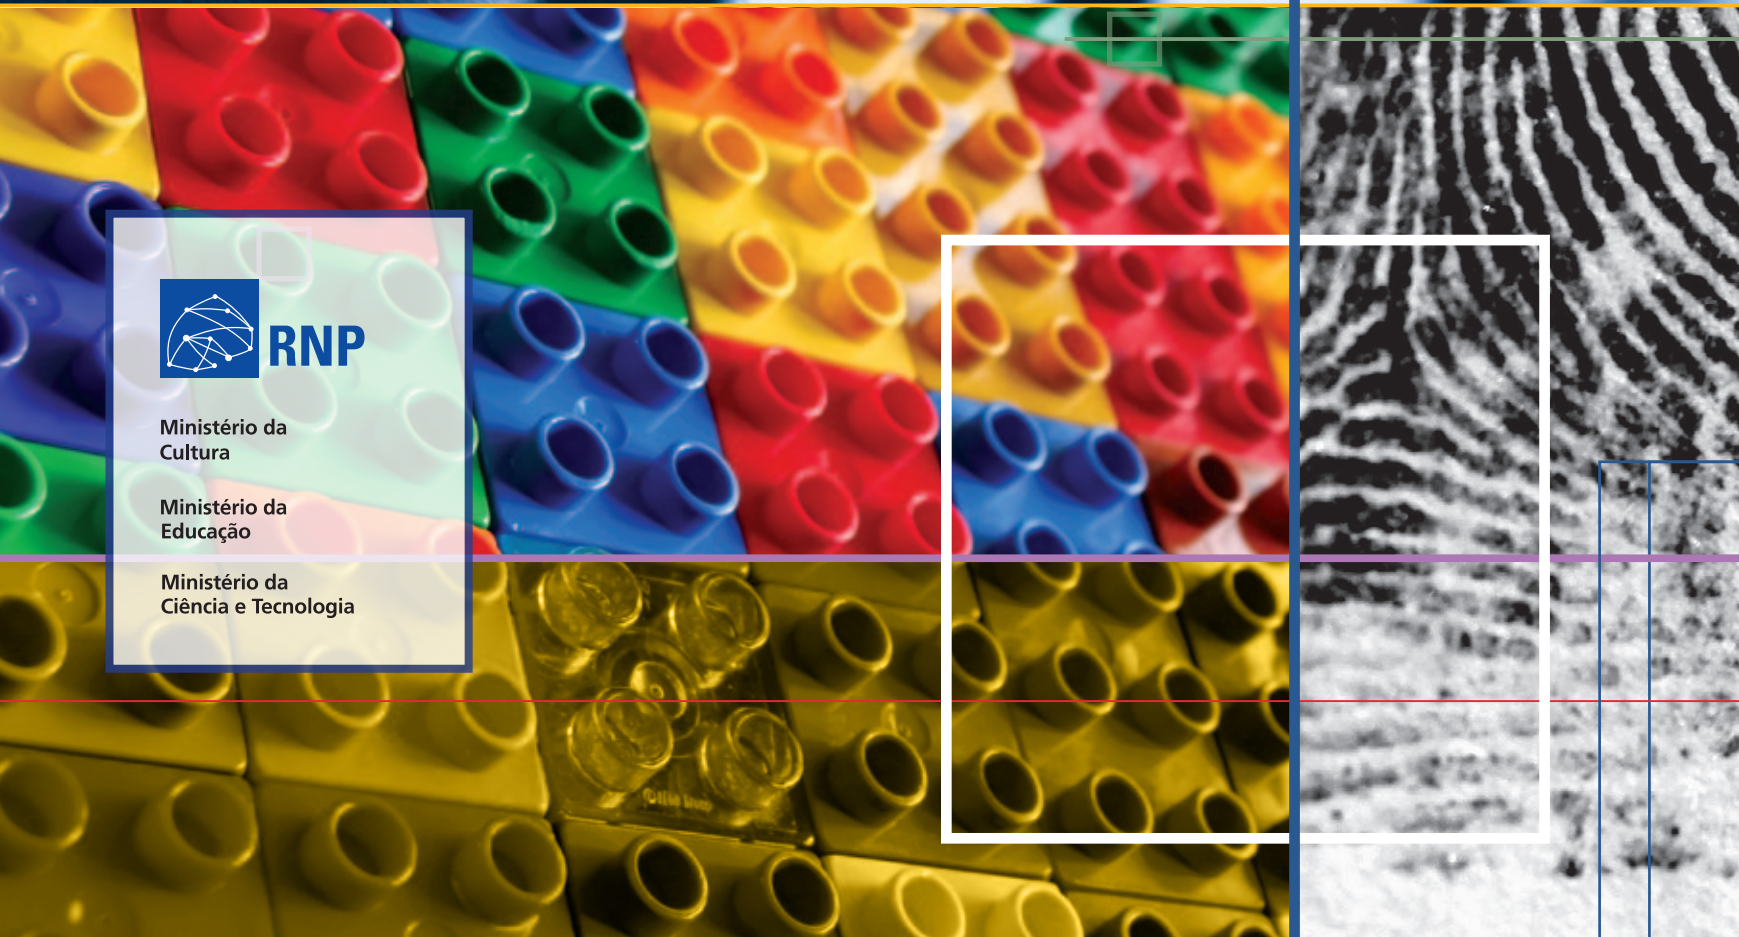 RNP
Ministério da
Cultura
Ministério da
Educação
Ministério da
Ciência e Tecnologia